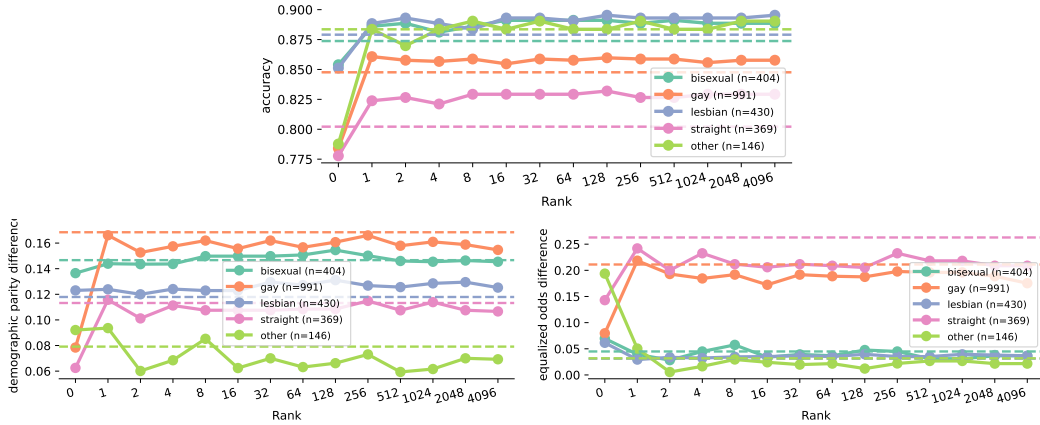 0.900
0.875
0.850
0.825
0.800
0.775
accuracy
bisexual (n=404)
gay (n=991)
lesbian (n=430)
straight (n=369)
other (n=146)
0 1 2 4 8 16 32 64 128 256 512 1024 2048 4096
Rank
0.16
0.14
0.12
0.10
0.08
0.06
demographic parity differenc
bisexual (n=404)
gay (n=991)
lesbian (n=430)
straight (n=369)
other (n=146)
0 1 2 4 8 16 32 64 128 256 512 1024 2048 4096
Rank
0.25
0.20
0.15
0.10
0.05
0.00
equalized odds difference
bisexual (n=404)
gay (n=991)
lesbian (n=430)
straight (n=369)
other (n=146)
0 1 2 4 8 16 32 64 128 256 512 1024 2048 4096
Rank